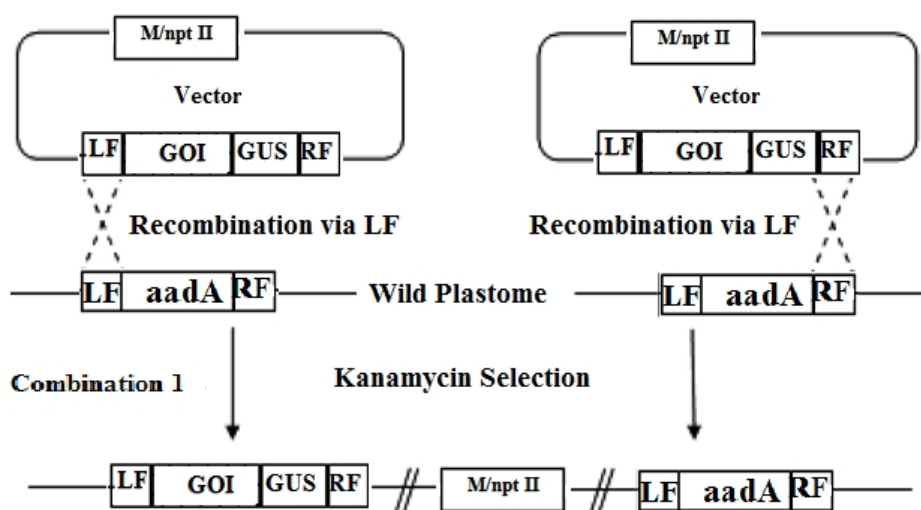 M/npt II M/npt II
Vector Vector
LF GOI GUS RF LF GOI GUS RF
Recombination via LF Recombination via LF
LF aadA RF Wild Plastome LF aadA RF
Combination 1 Kanamycin Selection
LF GOI GUS RF // M/npt II // LF aadA RF